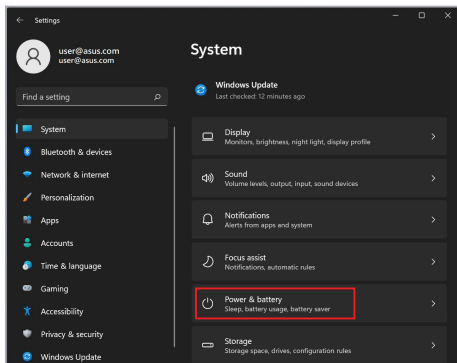 Settings
user@asus.com
user@asus.com
Find a setting
System
Bluetooth & devices
Network & internet
Personalization
Apps
Accounts
Time & language
Gaming
Accessibility
Privacy & security
Windows Update
System
Windows Update
Last checked: 12 minutes ago
Display
Monitors, brightness, night light, display profile
Sound
Volume levels, output, input, sound devices
Notifications
Alerts from apps and system
Focus assist
Notifications, automatic rules
Power & battery
Sleep, battery usage, battery saver
Storage
Storage space, drives, configuration rules